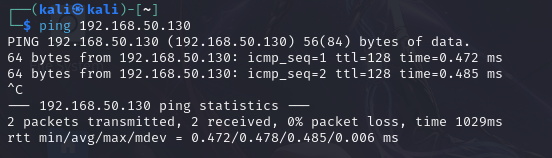 ┌──(kali㉿kali)-[~]
└─$ ping 192.168.50.130
PING 192.168.50.130 (192.168.50.130) 56(84) bytes of data.
64 bytes from 192.168.50.130: icmp_seq=1 ttl=128 time=0.472 ms
64 bytes from 192.168.50.130: icmp_seq=2 ttl=128 time=0.485 ms
^C
--- 192.168.50.130 ping statistics ---
2 packets transmitted, 2 received, 0% packet loss, time 1029ms
rtt min/avg/max/mdev = 0.472/0.478/0.485/0.006 ms